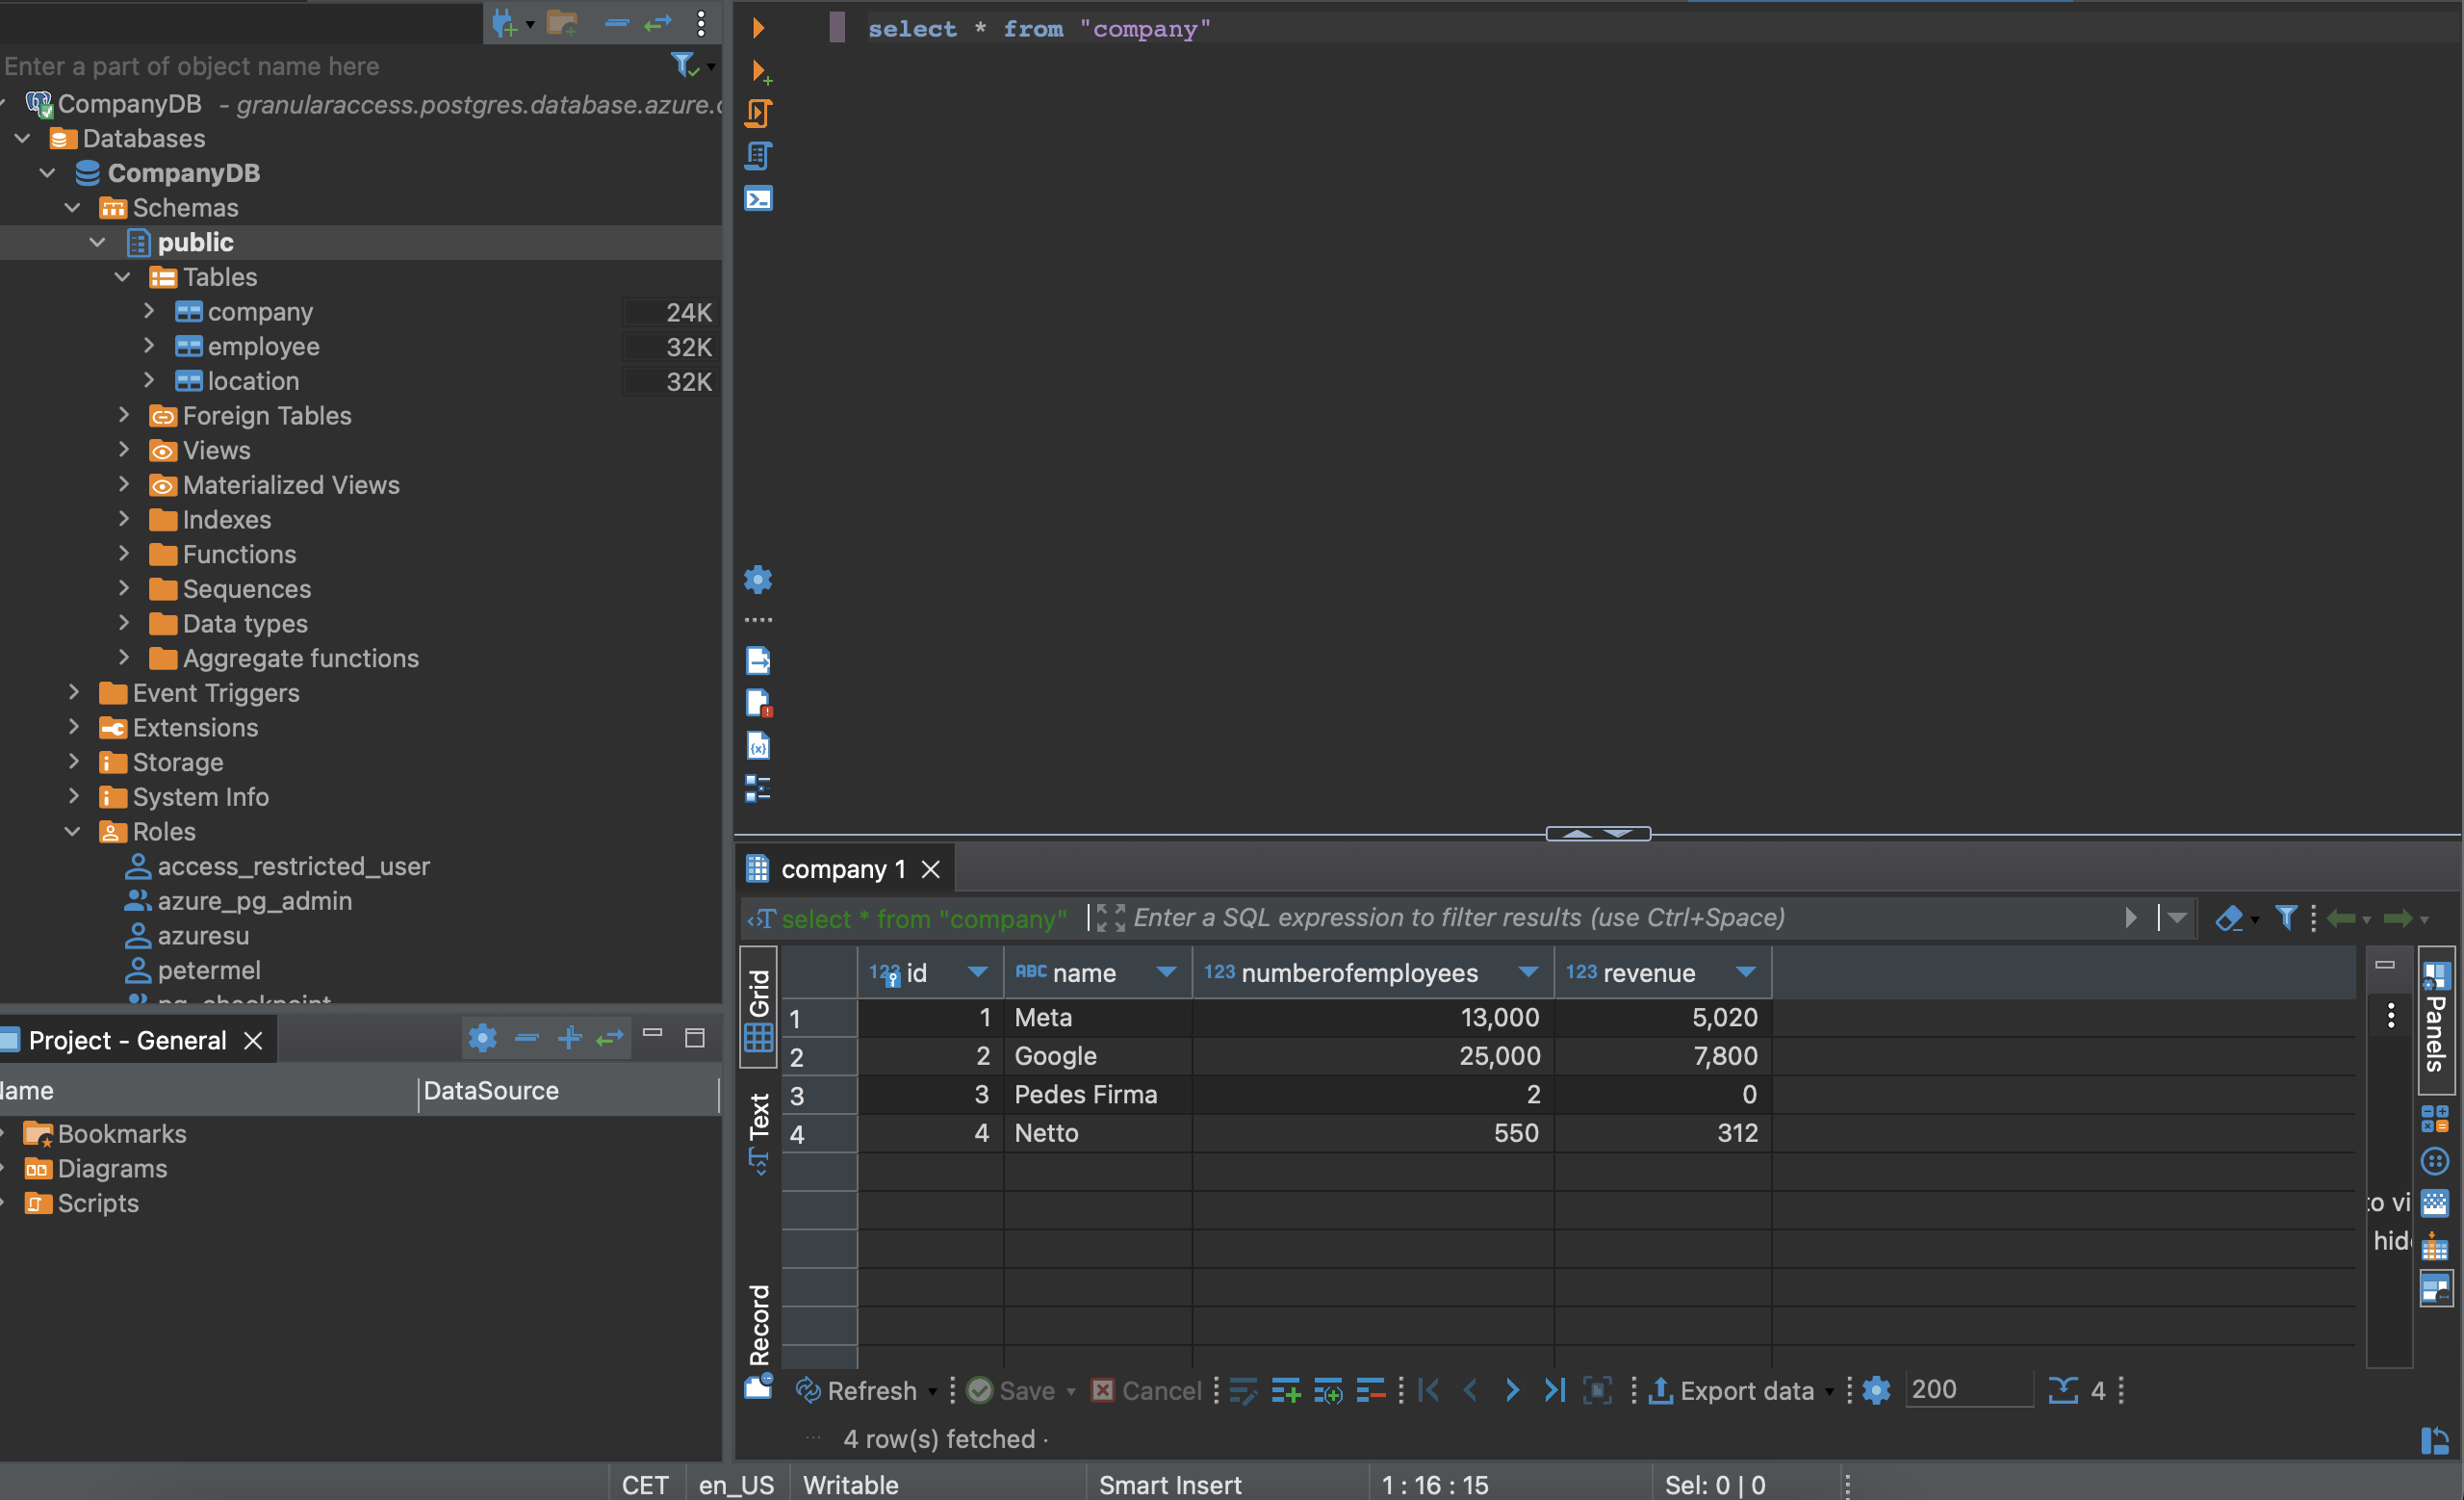 Enter a part of object name here
CompanyDB - granularaccess.postgres.database.azure.c
Databases
CompanyDB
Schemas
public
Tables
company 24K
employee 32K
location 32K
Foreign Tables
Views
Materialized Views
Indexes
Functions
Sequences
Data types
Aggregate functions
Event Triggers
Extensions
Storage
System Info
Roles
access_restricted_user
azure_pg_admin
azuresu
petermel
pg_checkpoint
Project - General
Name DataSource
Bookmarks
Diagrams
Scripts
select * from "company"
company 1
select * from "company" Enter a SQL expression to filter results (use Ctrl+Space)
Grid
Text
Record
123 id ABC name 123 numberofemployees 123 revenue
1 1 Meta 13,000 5,020
2 2 Google 25,000 7,800
3 3 Pedes Firma 2 0
4 4 Netto 550 312
Panels
to vi
hid
Refresh Save Cancel Export data 200 4
4 row(s) fetched
CET en_US Writable Smart Insert 1 : 16 : 15 Sel: 0 | 0